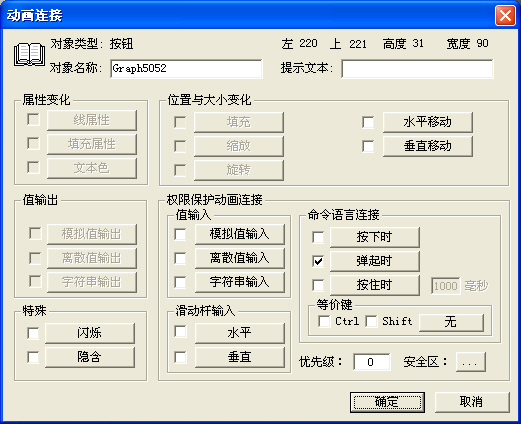 动画连接
对象类型: 按钮 左 220 上 221 高度 31 宽度 90
对象名称: Graph5052 提示文本:
属性变化
线属性
填充属性
文本色
位置与大小变化
填充
缩放
旋转
水平移动
垂直移动
值输出
模拟值输出
离散值输出
字符串输出
权限保护动画连接
值输入
模拟值输入
离散值输入
字符串输入
命令语言连接
按下时
弹起时
按住时 1000 毫秒
等价键
Ctrl Shift 无
特殊
闪烁
隐含
滑动杆输入
水平
垂直
优先级： 0 安全区： ...
确定 取消